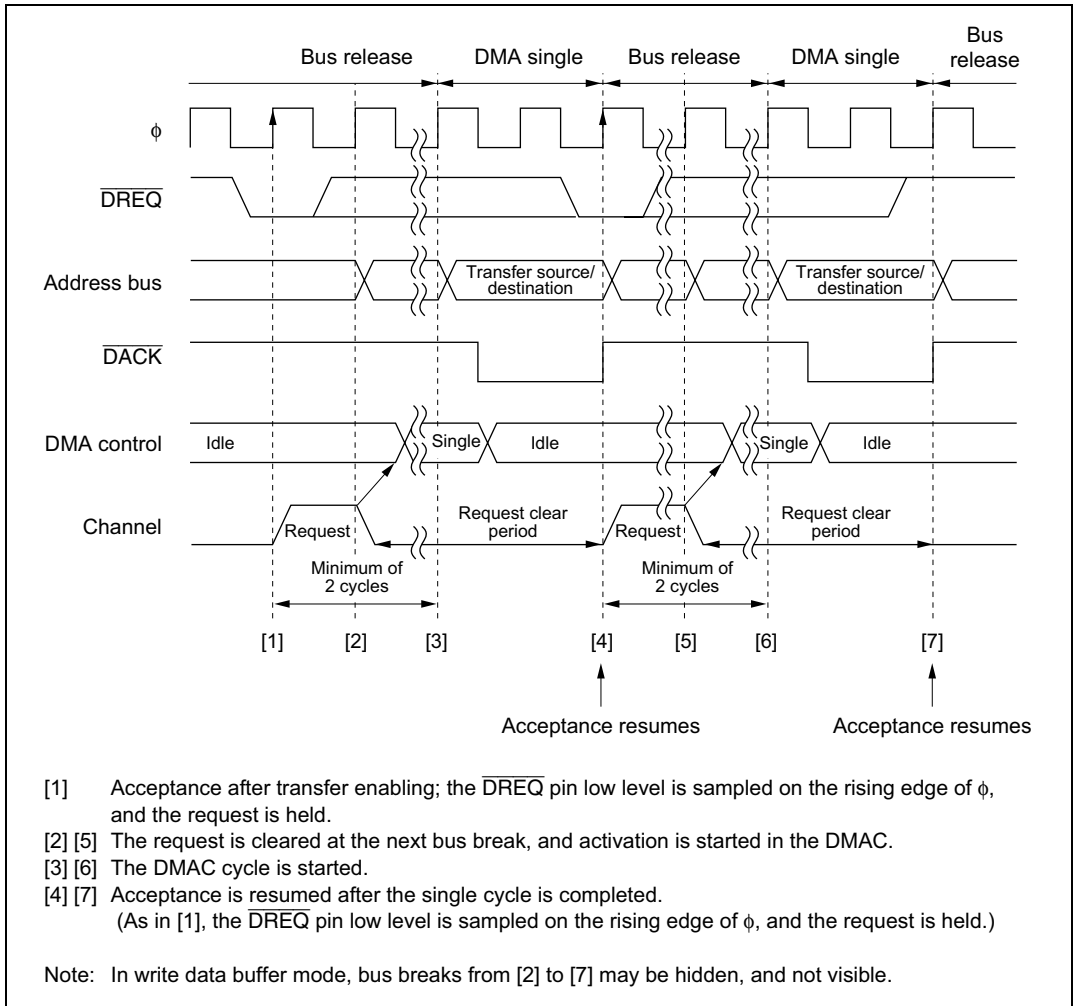 Bus release
DMA single
Bus release
DMA single
Bus
release
ϕ
DREQ
Address bus
Transfer source/
destination
Transfer source/
destination
DACK
DMA control
Idle
Single
Idle
Single
Idle
Channel
Request
Request clear
period
Request
Request clear
period
Minimum of
2 cycles
Minimum of
2 cycles
[1] [2] [3] [4] [5] [6] [7]
Acceptance resumes
Acceptance resumes
[1] Acceptance after transfer enabling; the DREQ pin low level is sampled on the rising edge of ϕ,
and the request is held.
[2] [5] The request is cleared at the next bus break, and activation is started in the DMAC.
[3] [6] The DMAC cycle is started.
[4] [7] Acceptance is resumed after the single cycle is completed.
(As in [1], the DREQ pin low level is sampled on the rising edge of ϕ, and the request is held.)
Note: In write data buffer mode, bus breaks from [2] to [7] may be hidden, and not visible.